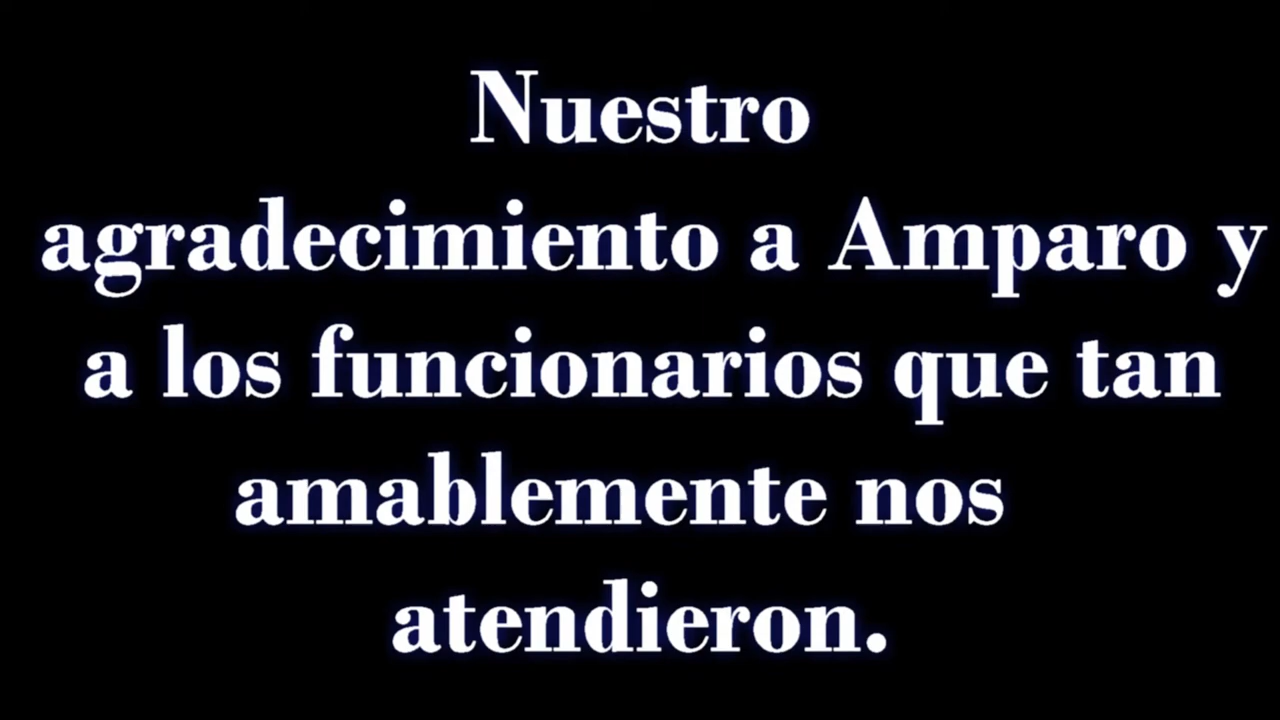 Nuestro
agradecimiento a Amparo y
a los funcionarios que tan
amablemente nos
atendieron.